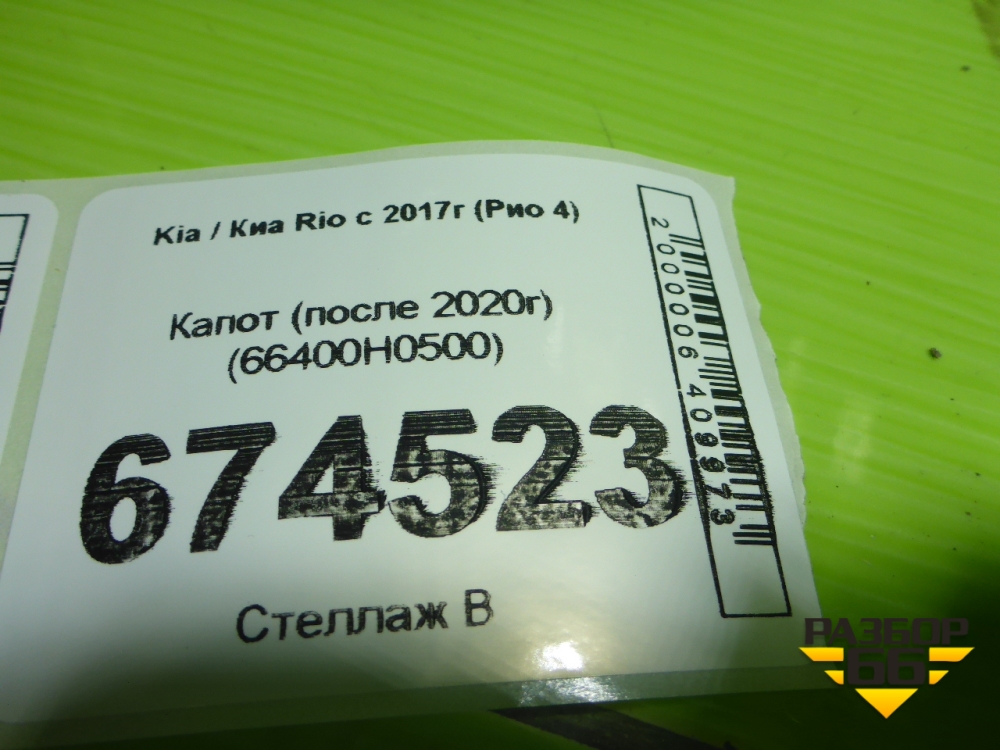 Kia / Киа Rio с 2017г (Рио 4)
Капот (после 2020г)
(66400H0500)
674523
Стеллаж B
2000006409973
РАЗБОР
66